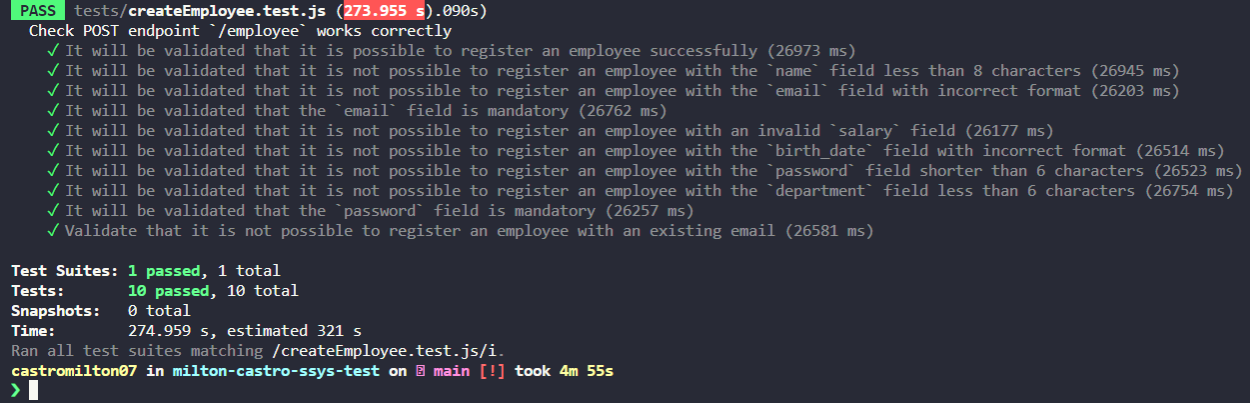 PASS tests/createEmployee.test.js (273.955 s).090s)
Check POST endpoint `/employee` works correctly
✓ It will be validated that it is possible to register an employee successfully (26973 ms)
✓ It will be validated that it is not possible to register an employee with the `name` field less than 8 characters (26945 ms)
✓ It will be validated that it is not possible to register an employee with the `email` field with incorrect format (26203 ms)
✓ It will be validated that the `email` field is mandatory (26762 ms)
✓ It will be validated that it is not possible to register an employee with an invalid `salary` field (26177 ms)
✓ It will be validated that it is not possible to register an employee with the `birth_date` field with incorrect format (26514 ms)
✓ It will be validated that it is not possible to register an employee with the `password` field shorter than 6 characters (26523 ms)
✓ It will be validated that it is not possible to register an employee with the `department` field less than 6 characters (26754 ms)
✓ It will be validated that the `password` field is mandatory (26257 ms)
✓ Validate that it is not possible to register an employee with an existing email (26581 ms)
Test Suites: 1 passed, 1 total
Tests: 10 passed, 10 total
Snapshots: 0 total
Time: 274.959 s, estimated 321 s
Ran all test suites matching /createEmployee.test.js/i.
castromilton07 in milton-castro-ssys-test on main [!] took 4m 55s
❯